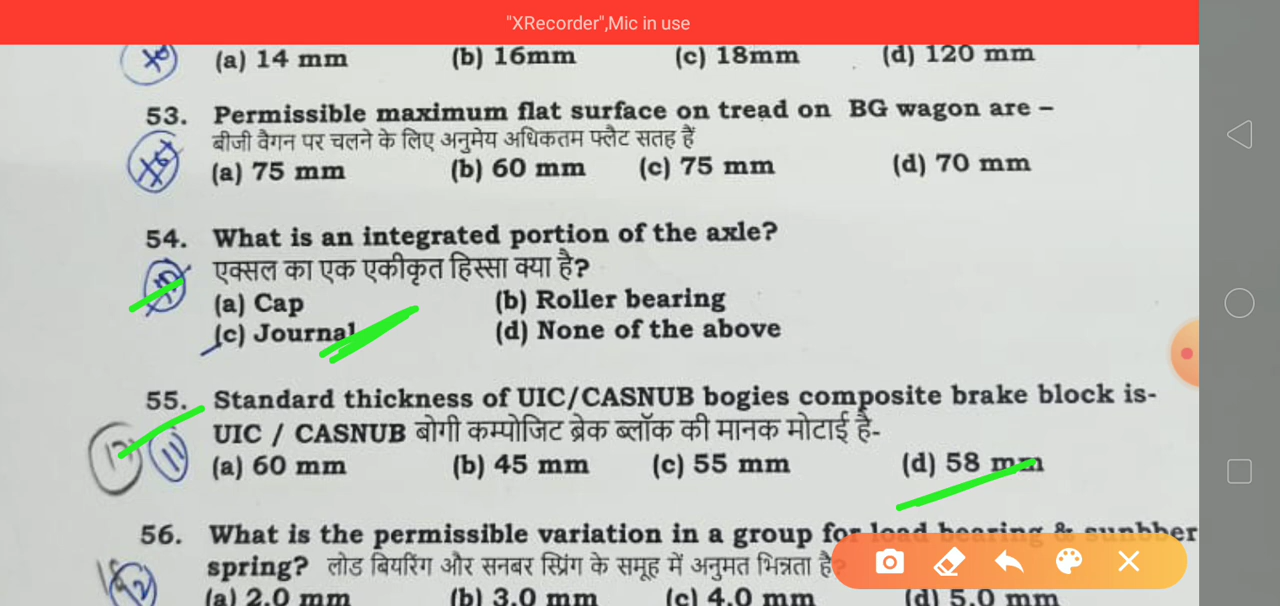 "XRecorder",Mic in use
(a) 14 mm (b) 16mm (c) 18mm (d) 120 mm
53. Permissible maximum flat surface on tread on BG wagon are –
बीजी वैगन पर चलने के लिए अनुमेय अधिकतम फ्लैट सतह हैं
(a) 75 mm (b) 60 mm (c) 75 mm (d) 70 mm
54. What is an integrated portion of the axle?
एक्सल का एक एकीकृत हिस्सा क्या है?
(a) Cap (b) Roller bearing
(c) Journal (d) None of the above
55. Standard thickness of UIC/CASNUB bogies composite brake block is-
UIC / CASNUB बोगी कम्पोजिट ब्रेक ब्लॉक की मानक मोटाई है-
11
(a) 60 mm (b) 45 mm (c) 55 mm (d) 58 mm
56. What is the permissible variation in a group for load bearing & sunbber
spring? लोड बियरिंग और सनबर स्प्रिंग के समूह में अनुमत भिन्नता है
(a) 2.0 mm (b) 3.0 mm (c) 4.0 mm (d) 5.0 mm